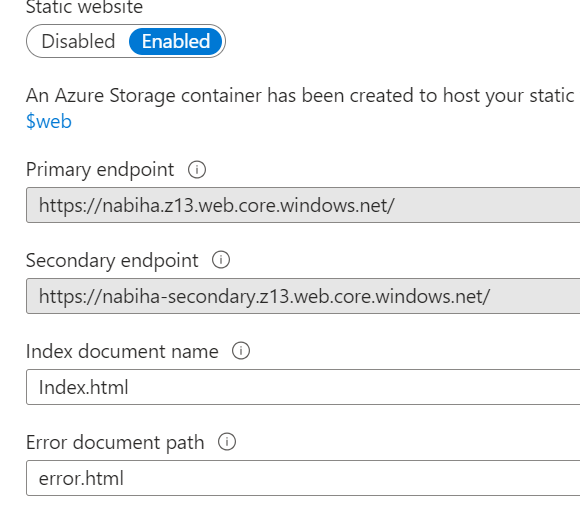 Static website
Disabled Enabled
An Azure Storage container has been created to host your static
$web
Primary endpoint
https://nabiha.z13.web.core.windows.net/
Secondary endpoint
https://nabiha-secondary.z13.web.core.windows.net/
Index document name
Index.html
Error document path
error.html